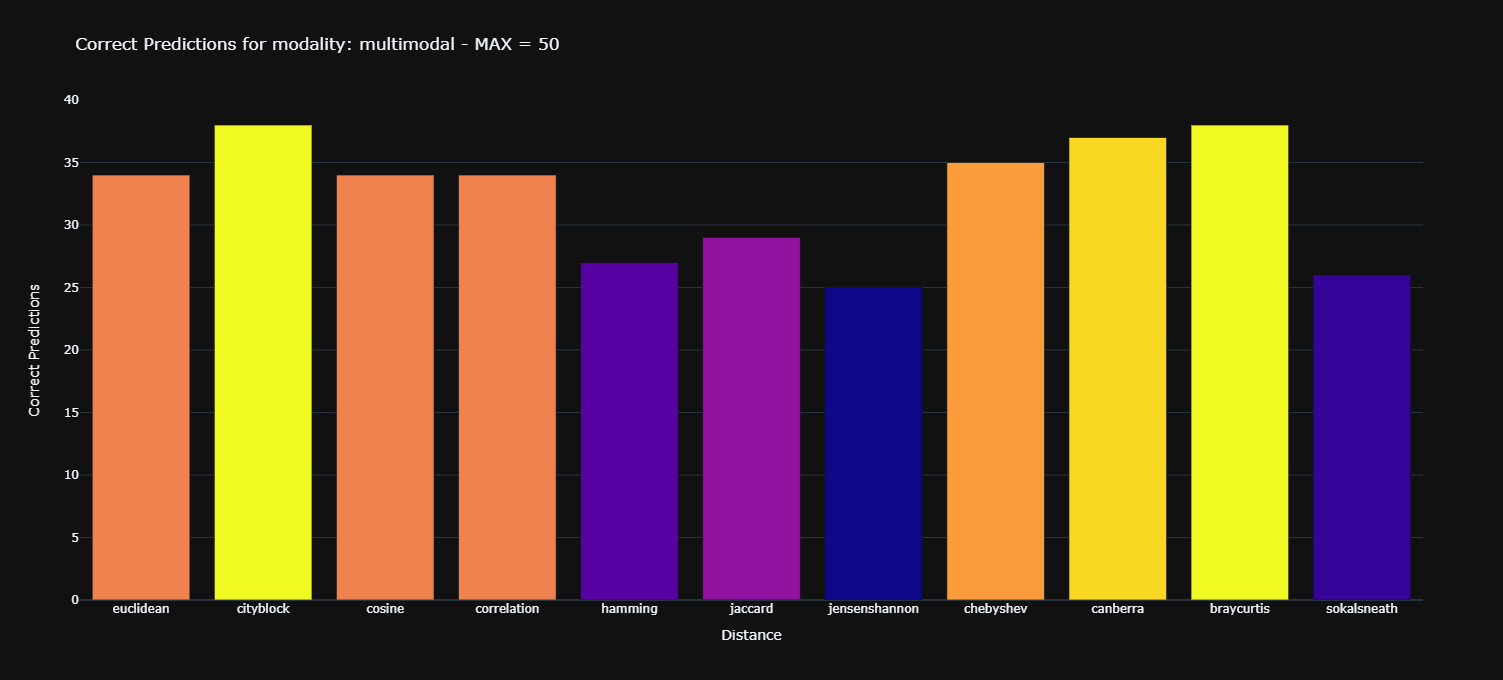 Correct Predictions for modality: multimodal - MAX = 50
40
35
30
25
20
15
10
5
0
Correct Predictions
euclidean cityblock cosine correlation hamming jaccard jensenshannon chebyshev canberra braycurtis sokalsneath
Distance